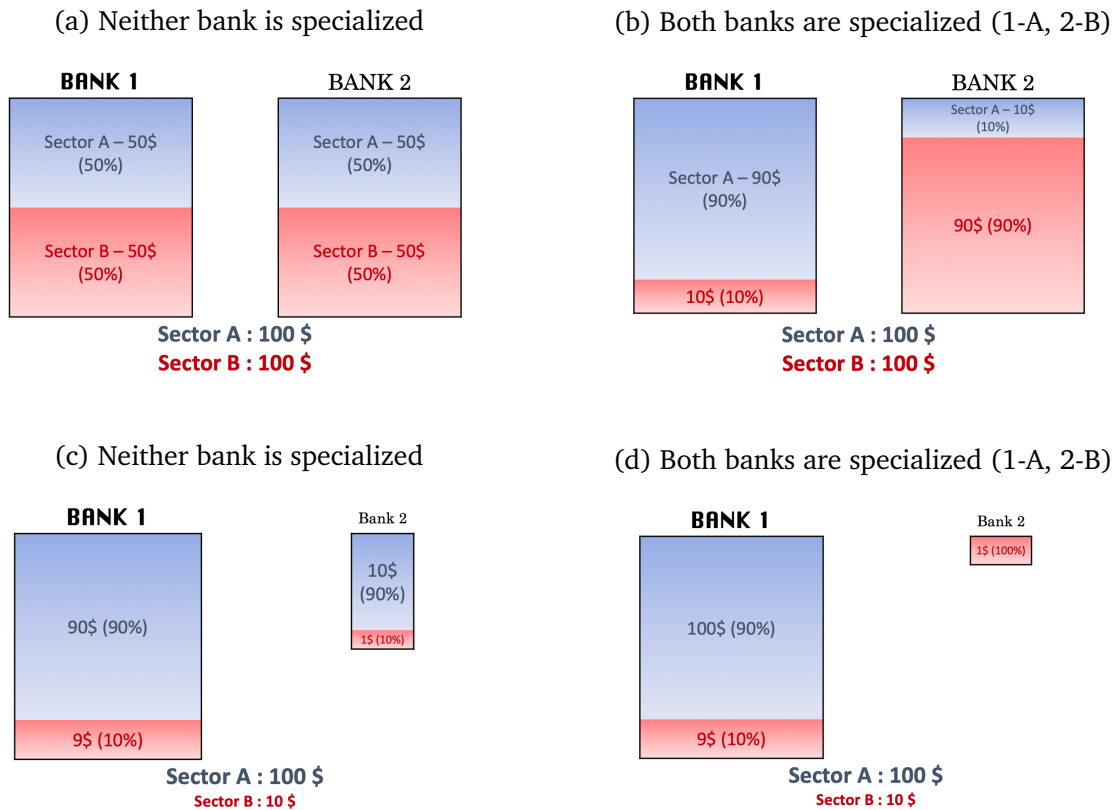 (a) Neither bank is specialized
(b) Both banks are specialized (1-A, 2-B)
BANK 1
BANK 2
Sector A – 50$
(50%)
Sector B – 50$
(50%)
Sector A – 50$
(50%)
Sector B – 50$
(50%)
Sector A : 100 $
Sector B : 100 $
BANK 1
BANK 2
Sector A – 90$
(90%)
10$ (10%)
Sector A – 10$
(10%)
90$ (90%)
Sector A : 100 $
Sector B : 100 $
(c) Neither bank is specialized
(d) Both banks are specialized (1-A, 2-B)
BANK 1
Bank 2
90$ (90%)
9$ (10%)
10$
(90%)
1$ (10%)
Sector A : 100 $
Sector B : 10 $
BANK 1
Bank 2
100$ (90%)
9$ (10%)
1$ (100%)
Sector A : 100 $
Sector B : 10 $